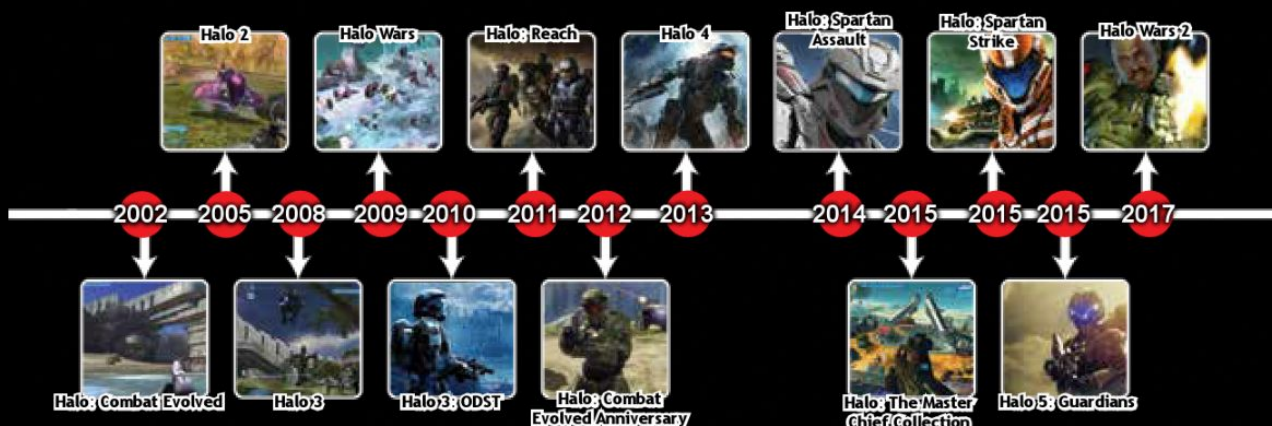 Halo 2
Halo Wars
Halo: Reach
Halo 4
Halo: Spartan
Assault
Halo: Spartan
Strike
Halo Wars 2
2002
2005
2008
2009
2010
2011
2012
2013
2014
2015
2015
2015
2017
Halo: Combat Evolved
Halo 3
Halo 3: ODST
Halo: Combat
Evolved Anniversary
Halo: The Master
Chief Collection
Halo 5: Guardians